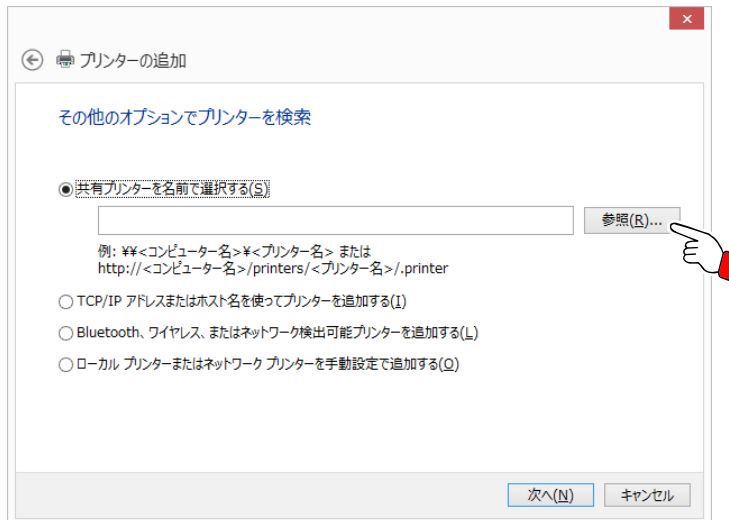 プリンターの追加
その他のオプションでプリンターを検索
共有プリンターを名前で選択する(S)
参照(R)...
例: ¥¥<コンピューター名>¥<プリンター名> または
http://<コンピューター名>/printers/<プリンター名>/.printer
TCP/IP アドレスまたはホスト名を使ってプリンターを追加する(I)
Bluetooth、ワイヤレス、またはネットワーク検出可能プリンターを追加する(L)
ローカル プリンターまたはネットワーク プリンターを手動設定で追加する(O)
次へ(N) キャンセル